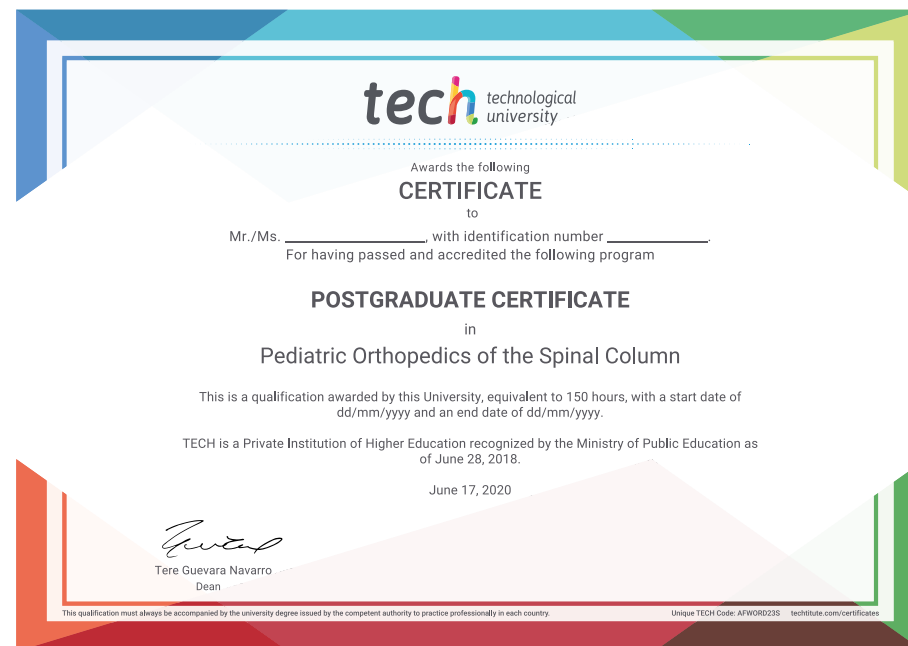 tech technological
university
Awards the following
CERTIFICATE
to
Mr./Ms. ____________________, with identification number ______________.
For having passed and accredited the following program
POSTGRADUATE CERTIFICATE
in
Pediatric Orthopedics of the Spinal Column
This is a qualification awarded by this University, equivalent to 150 hours, with a start date of
dd/mm/yyyy and an end date of dd/mm/yyyy.
TECH is a Private Institution of Higher Education recognized by the Ministry of Public Education as
of June 28, 2018.
June 17, 2020
Tere Guevara Navarro
Dean
This qualification must always be accompanied by the university degree issued by the competent authority to practice professionally in each country. Unique TECH Code: AFWORD23S techtitute.com/certificates